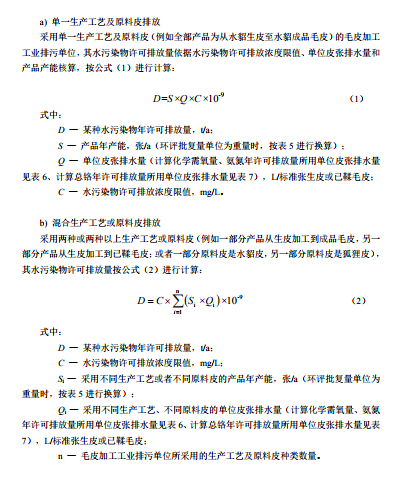 a) 单一生产工艺及原料皮排放
采用单一生产工艺及原料皮（例如全部产品为从水貂生皮至水貂成品毛皮）的毛皮加工
工业排污单位，其水污染物许可排放量依据水污染物许可排放浓度限值、单位皮张排水量和
产品产能核算，按公式（1）进行计算：
D=S×Q×C×10⁻⁹ （1）
式中：
D — 某种水污染物年许可排放量，t/a；
S — 产品年产能，张/a（环评批复量单位为重量时，按表 5 进行换算）；
Q — 单位皮张排水量（计算化学需氧量、氨氮年许可排放量所用单位皮张排水量
见表 6、计算总铬年许可排放量所用单位皮张排水量见表 7），L/标准张生皮或已鞣毛皮；
C — 水污染物许可排放浓度限值，mg/L。
b) 混合生产工艺或原料皮排放
采用两种或两种以上生产工艺或原料皮（例如一部分产品从生皮加工到成品毛皮，另一
部分产品从生皮加工到已鞣毛皮；或者一部分原料皮是水貂皮，另一部分原料皮是狐狸皮），
其水污染物许可排放量按公式（2）进行计算：
D = C×∑ⁿᵢ₌₁(Sᵢ ×Qᵢ)×10⁻⁹ （2）
式中：
D — 某种水污染物年许可排放量，t/a；
C — 水污染物许可排放浓度限值，mg/L；
Sᵢ — 采用不同生产工艺或者不同原料皮的产品年产能，张/a（环评批复量单位为
重量时，按表 5 进行换算）；
Qᵢ — 采用不同生产工艺、不同原料皮的单位皮张排水量（计算化学需氧量、氨氮
年许可排放量所用单位皮张排水量见表 6、计算总铬年许可排放量所用单位皮张排水量见表
7），L/标准张生皮或已鞣毛皮；
n — 毛皮加工工业排污单位所采用的生产工艺及原料皮种类数量。